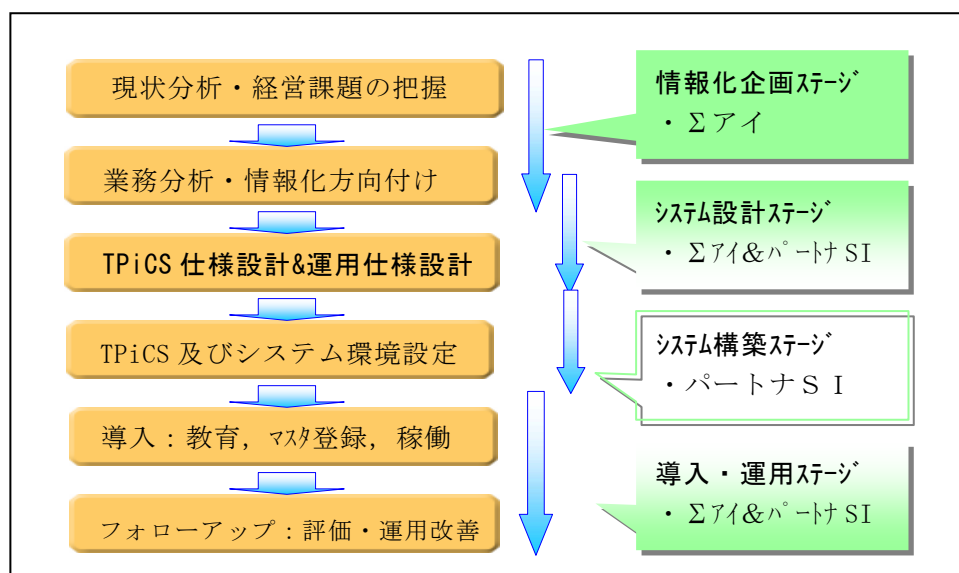 現状分析・経営課題の把握
業務分析・情報化方向付け
TPiCS 仕様設計&運用仕様設計
TPiCS 及びシステム環境設定
導入：教育，ﾏｽﾀ登録，稼働
フォローアップ：評価・運用改善
情報化企画ｽﾃｰｼﾞ
・Σアイ
ｼｽﾃﾑ設計ｽﾃｰｼﾞ
・Σｱｲ&ﾊﾟｰﾄﾅ SI
ｼｽﾃﾑ構築ｽﾃｰｼﾞ
・パートナＳＩ
導入・運用ｽﾃｰｼﾞ
・Σｱｲ&ﾊﾟｰﾄﾅ SI